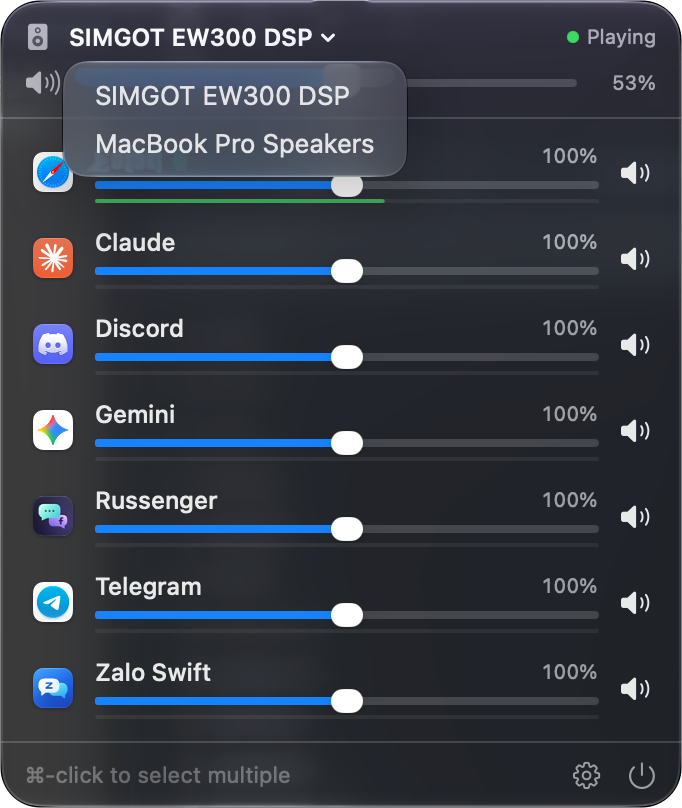 SIMGOT EW300 DSP
Playing
53%
SIMGOT EW300 DSP
MacBook Pro Speakers
100%
Claude
100%
Discord
100%
Gemini
100%
Russenger
100%
Telegram
100%
Zalo Swift
100%
⌘-click to select multiple